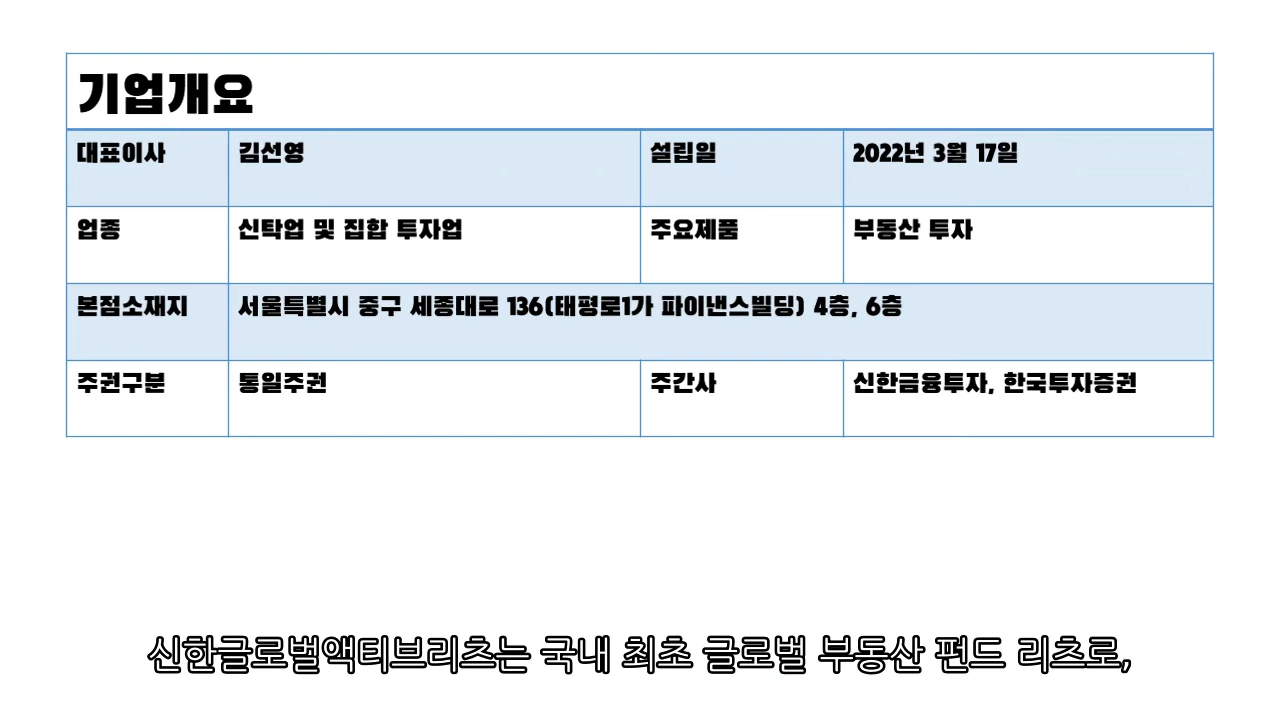 기업개요
대표이사 김선영 설립일 2022년 3월 17일
업종 신탁업 및 집합 투자업 주요제품 부동산 투자
본점소재지 서울특별시 중구 세종대로 136(태평로1가 파이낸스빌딩) 4층, 6층
주권구분 통일주권 주간사 신한금융투자, 한국투자증권
신한글로벌액티브리츠는 국내 최초 글로벌 부동산 펀드 리츠로,